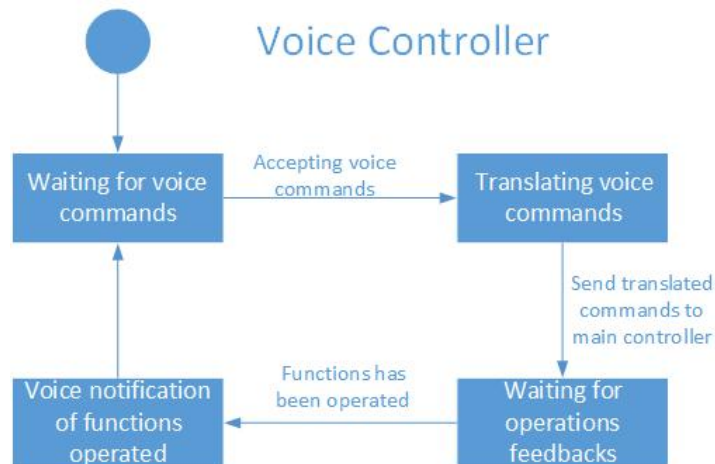 Voice Controller
Waiting for voice
commands
Accepting voice
commands
Translating voice
commands
Send translated
commands to
main controller
Waiting for
operations
feedbacks
Functions has
been operated
Voice notification
of functions
operated